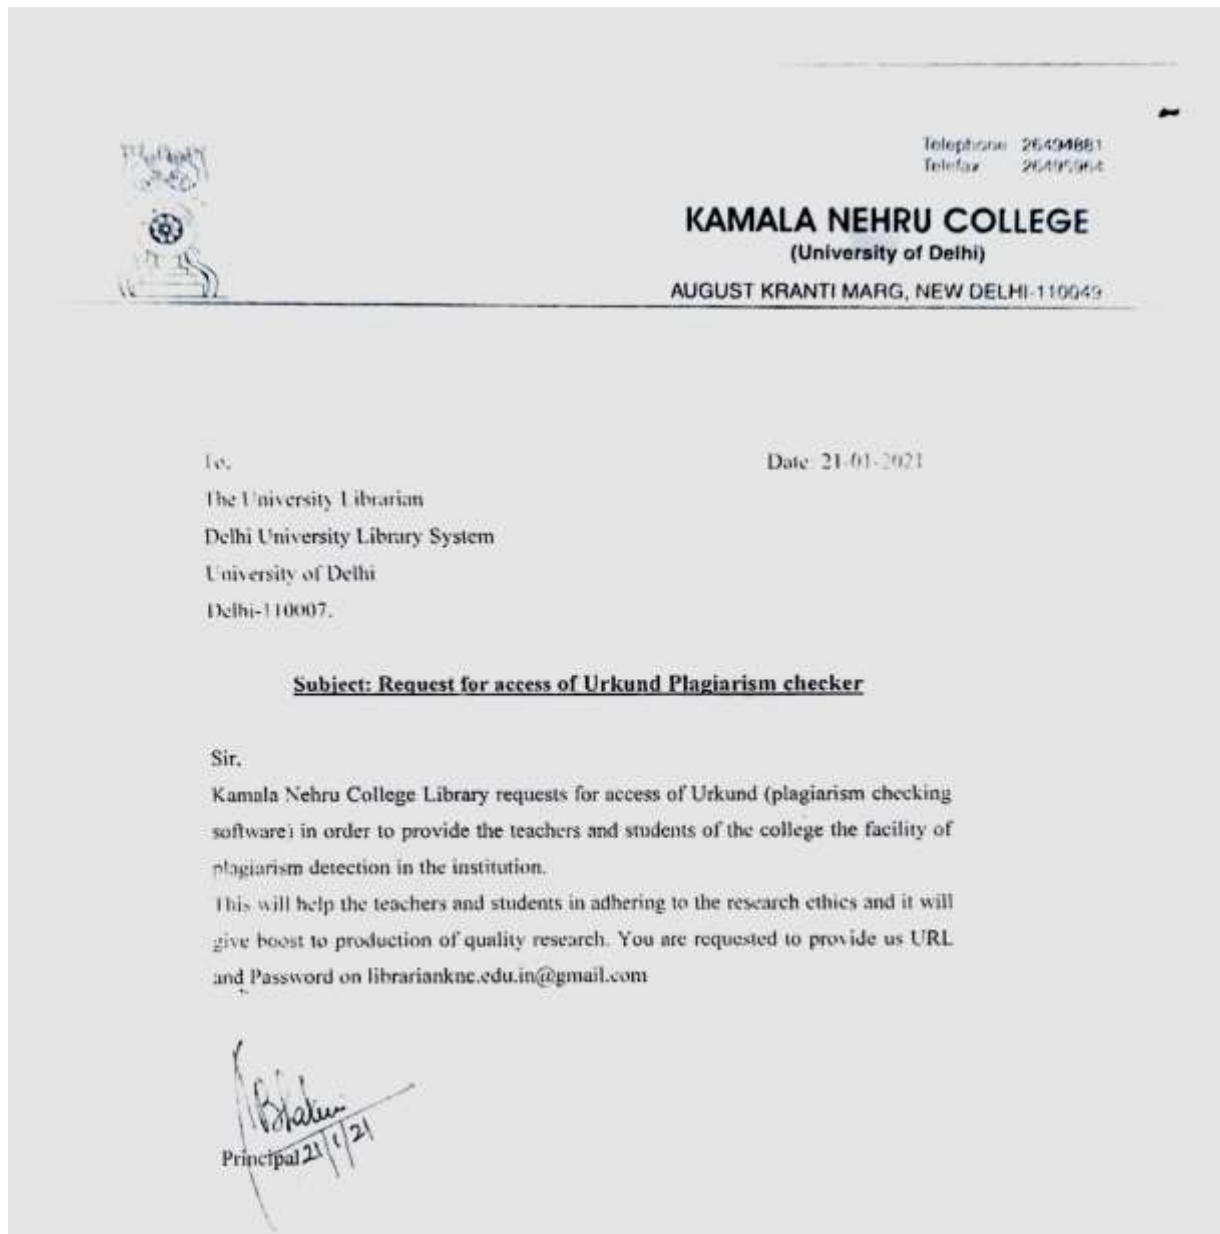 Telephone 26494881
Telefax 26495964
KAMALA NEHRU COLLEGE
(University of Delhi)
AUGUST KRANTI MARG, NEW DELHI-110049
To,
Date: 21-01-2021
The University Librarian
Delhi University Library System
University of Delhi
Delhi-110007.
Subject: Request for access of Urkund Plagiarism checker
Sir,
Kamala Nehru College Library requests for access of Urkund (plagiarism checking
software) in order to provide the teachers and students of the college the facility of
plagiarism detection in the institution.
This will help the teachers and students in adhering to the research ethics and it will
give boost to production of quality research. You are requested to provide us URL
and Password on librarianknc.edu.in@gmail.com
Principal 21/1/21